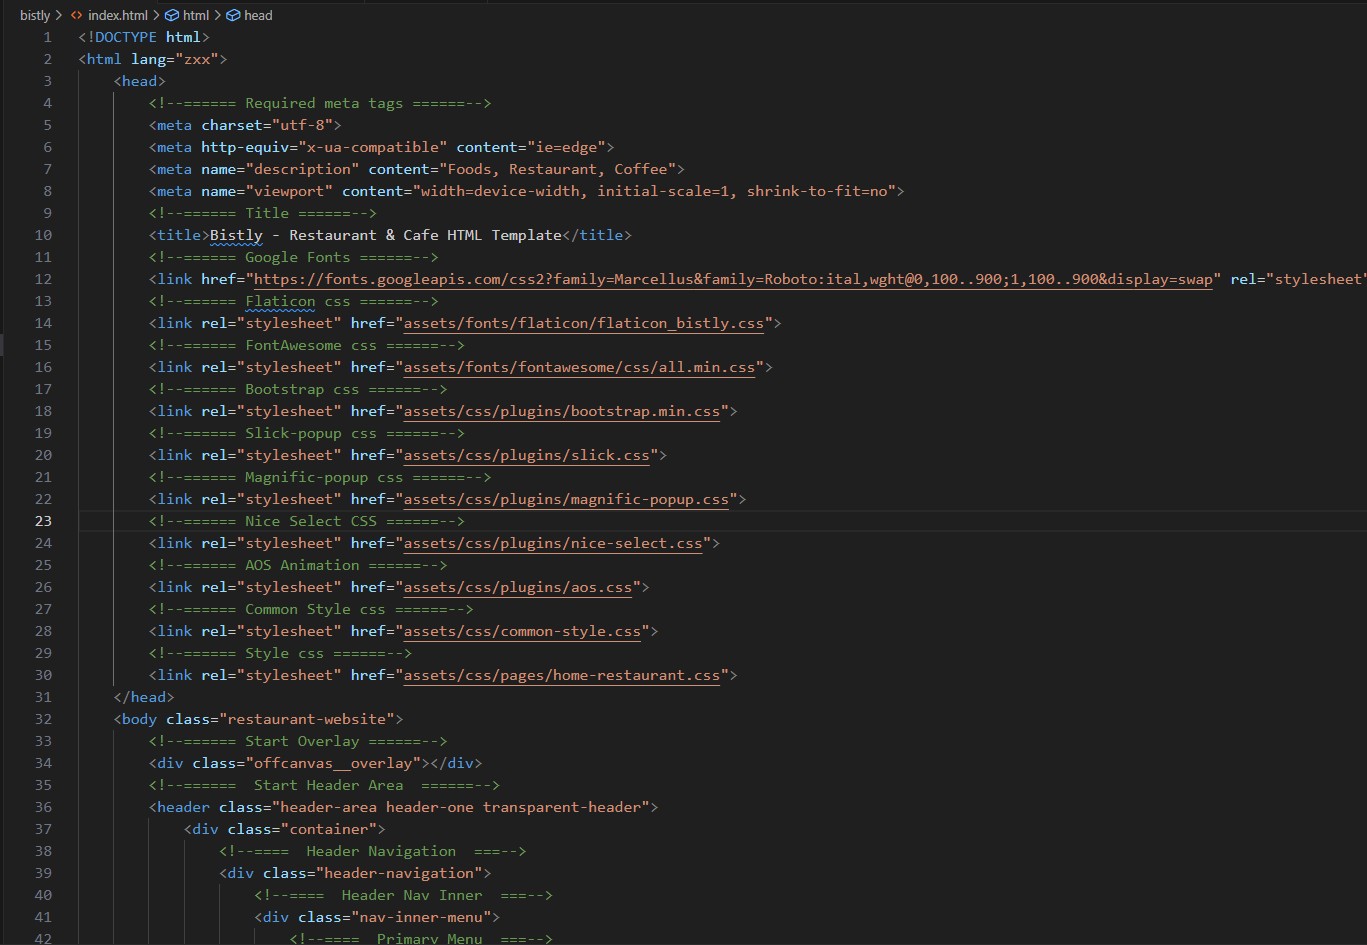 bistly > index.html > html > head
1 <!DOCTYPE html>
2 <html lang="zxx">
3 <head>
4 <!--====== Required meta tags ======-->
5 <meta charset="utf-8">
6 <meta http-equiv="x-ua-compatible" content="ie=edge">
7 <meta name="description" content="Foods, Restaurant, Coffee">
8 <meta name="viewport" content="width=device-width, initial-scale=1, shrink-to-fit=no">
9 <!--====== Title ======-->
10 <title>Bistly - Restaurant & Cafe HTML Template</title>
11 <!--====== Google Fonts ======-->
12 <link href="https://fonts.googleapis.com/css2?family=Marcellus&family=Roboto:ital,wght@0,100..900;1,100..900&display=swap" rel="stylesheet"
13 <!--====== Flaticon css ======-->
14 <link rel="stylesheet" href="assets/fonts/flaticon/flaticon_bistly.css">
15 <!--====== FontAwesome css ======-->
16 <link rel="stylesheet" href="assets/fonts/fontawesome/css/all.min.css">
17 <!--====== Bootstrap css ======-->
18 <link rel="stylesheet" href="assets/css/plugins/bootstrap.min.css">
19 <!--====== Slick-popup css ======-->
20 <link rel="stylesheet" href="assets/css/plugins/slick.css">
21 <!--====== Magnific-popup css ======-->
22 <link rel="stylesheet" href="assets/css/plugins/magnific-popup.css">
23 <!--====== Nice Select CSS ======-->
24 <link rel="stylesheet" href="assets/css/plugins/nice-select.css">
25 <!--====== AOS Animation ======-->
26 <link rel="stylesheet" href="assets/css/plugins/aos.css">
27 <!--====== Common Style css ======-->
28 <link rel="stylesheet" href="assets/css/common-style.css">
29 <!--====== Style css ======-->
30 <link rel="stylesheet" href="assets/css/pages/home-restaurant.css">
31 </head>
32 <body class="restaurant-website">
33 <!--====== Start Overlay ======-->
34 <div class="offcanvas__overlay"></div>
35 <!--======  Start Header Area  ======-->
36 <header class="header-area header-one transparent-header">
37 <div class="container">
38 <!--====  Header Navigation  ===-->
39 <div class="header-navigation">
40 <!--====  Header Nav Inner  ===-->
41 <div class="nav-inner-menu">
42 <!--====  Primary Menu  ===-->